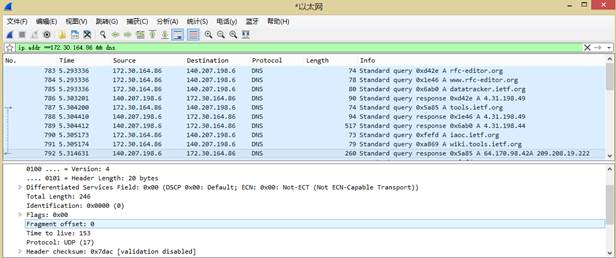 *以太网
文件(F) 编辑(E) 视图(V) 跳转(G) 捕获(C) 分析(A) 统计(S) 电话(y) 蓝牙 帮助(H)
ip.addr ==172.30.164.86 && dns
No. Time Source Destination Protocol Length Info
783 5.293336 172.30.164.86 140.207.198.6 DNS 74 Standard query 0xd42e A rfc-editor.org
785 5.293336 172.30.164.86 140.207.198.6 DNS 78 Standard query 0x1e46 A www.rfc-editor.org
785 5.293336 172.30.164.86 140.207.198.6 DNS 80 Standard query 0x6ab0 A datatracker.ietf.org
786 5.303201 140.207.198.6 172.30.164.86 DNS 90 Standard query response 0xd42e A 4.31.198.49
787 5.304200 172.30.164.86 140.207.198.6 DNS 74 Standard query 0x5a85 A tools.ietf.org
788 5.304410 140.207.198.6 172.30.164.86 DNS 94 Standard query response 0x1e46 A 4.31.198.49
789 5.304412 140.207.198.6 172.30.164.86 DNS 517 Standard query response 0x6ab0 A 4.31.198.44
790 5.305173 172.30.164.86 140.207.198.6 DNS 73 Standard query 0xfefd A iaoc.ietf.org
791 5.305174 172.30.164.86 140.207.198.6 DNS 79 Standard query 0xa869 A wiki.tools.ietf.org
792 5.314631 140.207.198.6 172.30.164.86 DNS 260 Standard query response 0x5a85 A 64.170.98.42A 209.208.19.222
0100 .... = Version: 4
.... 0101 = Header Length: 20 bytes
Differentiated Services Field: 0x00 (DSCP 0x00: Default; ECN: 0x00: Not-ECT (Not ECN-Capable Transport))
Total Length: 246
Identification: 0x0000 (0)
Flags: 0x00
Fragment offset: 0
Time to live: 153
Protocol: UDP (17)
Header checksum: 0x7dac [validation disabled]